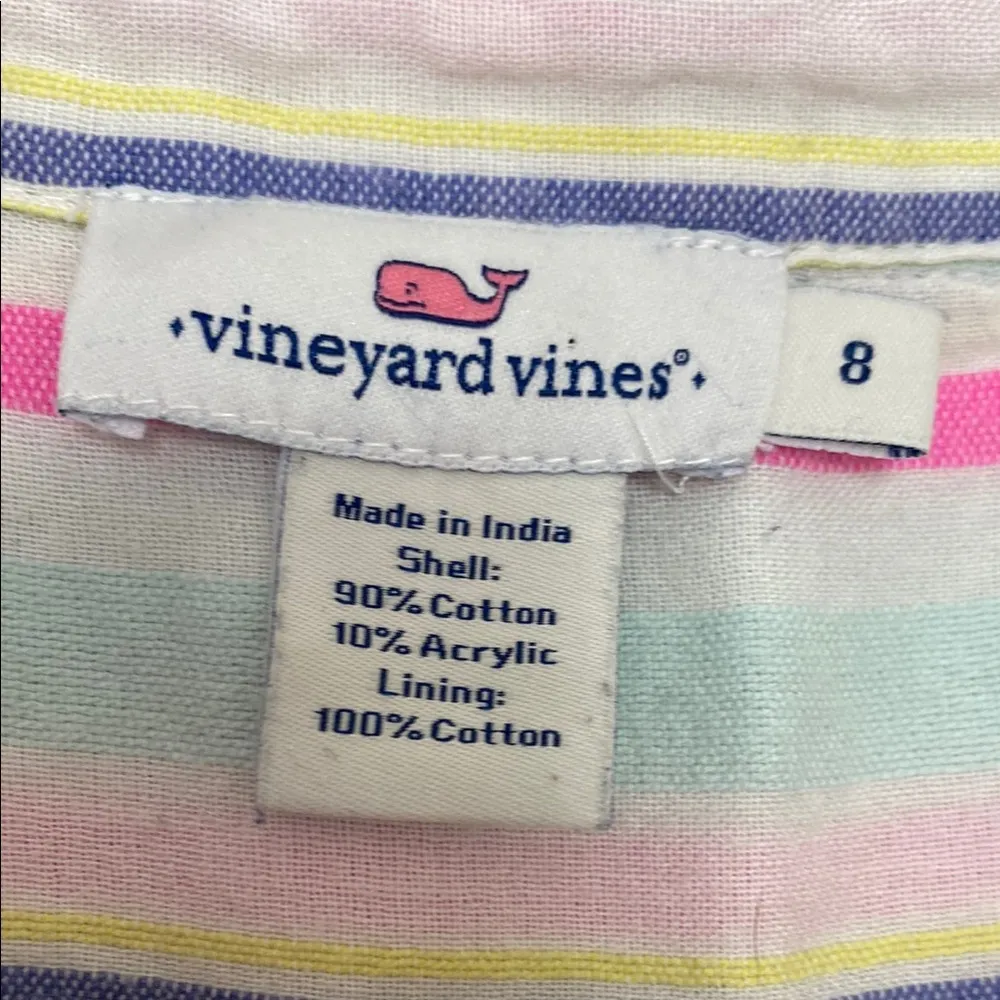 vineyard vines®
8
Made in India
Shell:
90% Cotton
10% Acrylic
Lining:
100% Cotton